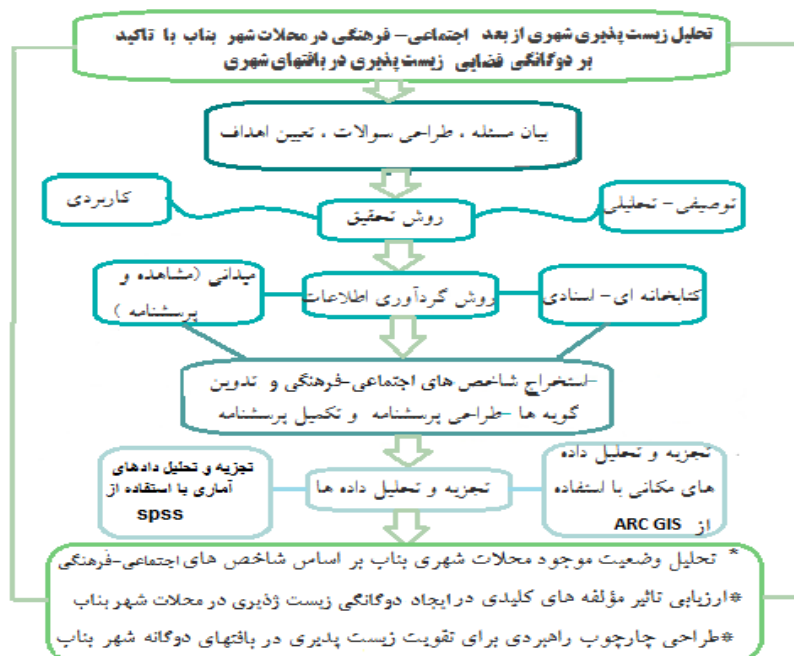 تحلیل زیست پذیری شهری از بعد اجتماعی- فرهنگی در محلات شهر بناب با تاکید
بر دوگانگی فضایی زیست پذیری در بافتهای شهری
بیان مسئله ، طراحی سوالات ، تعیین اهداف
توصیفی- تحلیلی
روش تحقیق
کاربردی
کتابخانه ای- اسنادی
روش گردآوری اطلاعات
میدانی (مشاهده و
پرسشنامه )
-استخراج شاخص های اجتماعی-فرهنگی و تدوین
گویه ها -طراحی پرسشنامه و تکمیل پرسشنامه
تجزیه و تحلیل داده
های مکانی با استفاده
از ARC GIS
تجزیه و تحلیل داده ها
تجزیه و تحلیل دادهای
آماری با استفاده از
spss
* تحلیل وضعیت موجود محلات شهری بناب بر اساس شاخص های اجتماعی-فرهنگی
*ارزیابی تاثیر مؤلفه های کلیدی در ایجاد دوگانگی زیست ژذیری در محلات شهر بناب
*طراحی چارچوب راهبردی برای تقویت زیست پدیری در بافتهای دوگانه شهر بناب